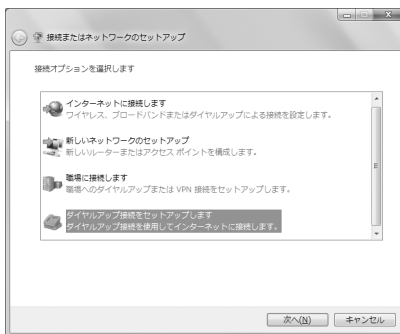 接続またはネットワークのセットアップ
接続オプションを選択します
インターネットに接続します
ワイヤレス、ブロードバンドまたはダイヤルアップによる接続を設定します。
新しいネットワークのセットアップ
新しいルーターまたはアクセス ポイントを構成します。
職場に接続します
職場へのダイヤルアップまたは VPN 接続をセットアップします。
ダイヤルアップ接続をセットアップします
ダイヤルアップ接続を使用してインターネットに接続します。
次へ(N) キャンセル